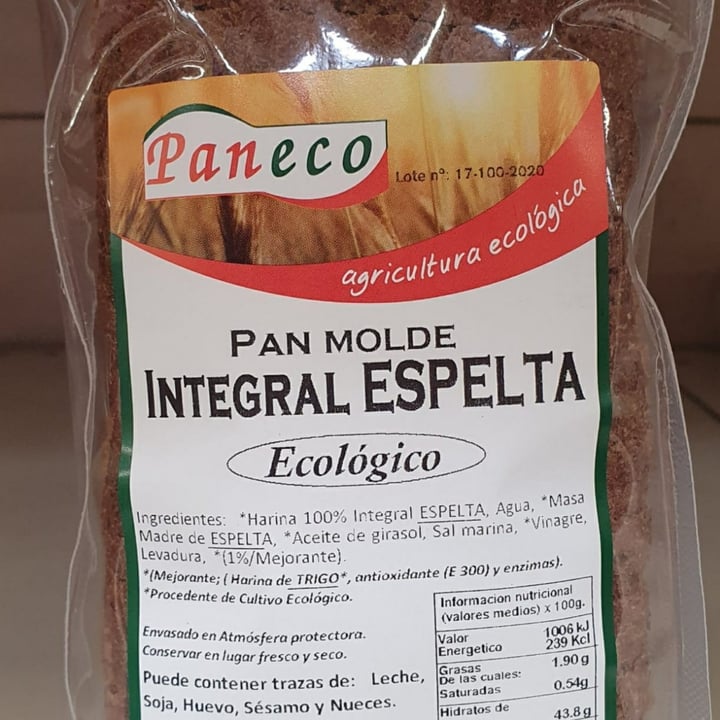 Paneco
Lote nº: 17-100-2020
agricultura ecológica
PAN MOLDE
INTEGRAL ESPELTA
Ecológico
Ingredientes: *Harina 100% Integral ESPELTA, Agua, *Masa
Madre de ESPELTA, *Aceite de girasol, Sal marina, *Vinagre,
Levadura, *{1%/Mejorante}.
*(Mejorante; ( Harina de TRIGO*, antioxidante (E 300) y enzimas).
*Procedente de Cultivo Ecológico.
Envasado en Atmósfera protectora.
Conservar en lugar fresco y seco.
Puede contener trazas de: Leche,
Soja, Huevo, Sésamo y Nueces.
Informacion nutricional
(valores medios) x 100g.
Valor 1006 kJ
Energetico 239 Kcl
Grasas 1.90 g
De las cuales:
Saturadas 0.54g
Hidratos de 43.8 g